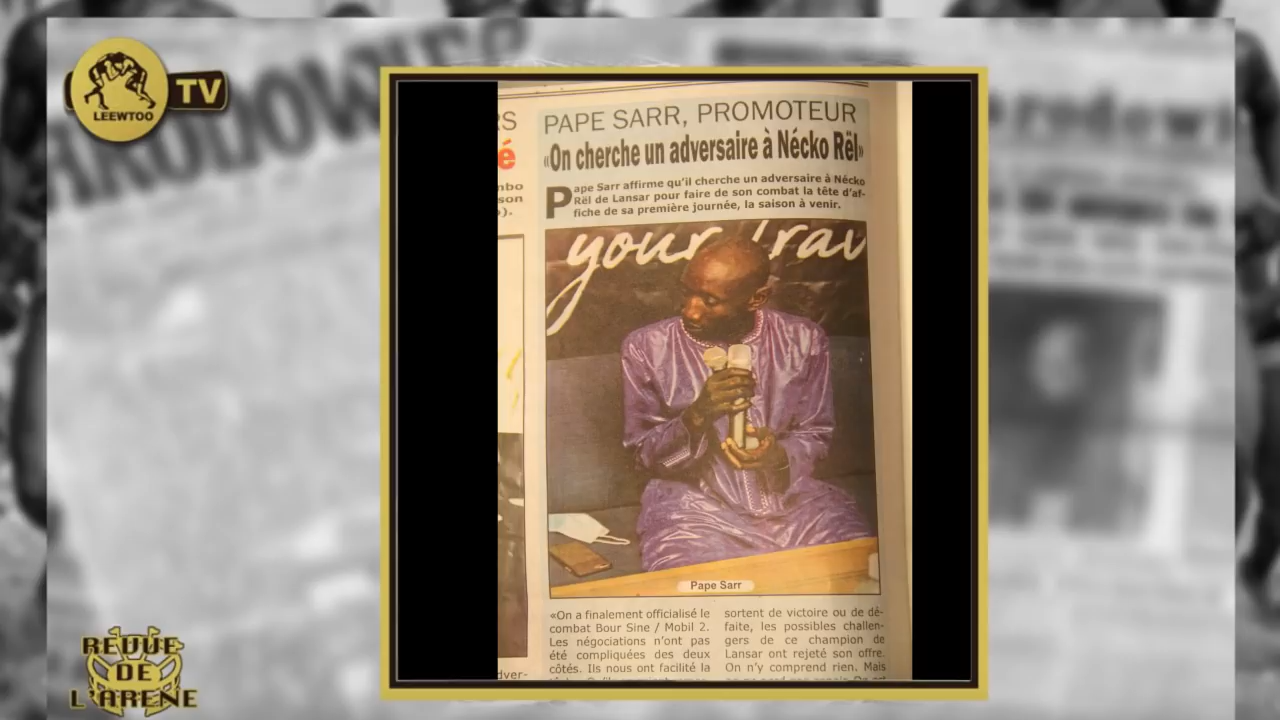 LEEWTOO
TV
RS
é
PAPE SARR, PROMOTEUR
«On cherche un adversaire à Nécko Rël»
Pape Sarr affirme qu'il cherche un adversaire à Nécko
Rël de Lansar pour faire de son combat la tête d'af-
fiche de sa première journée, la saison à venir.
your trav
Pape Sarr
«On a finalement officialisé le
combat Bour Sine / Mobil 2.
Les négociations n'ont pas
été compliquées des deux
côtés. Ils nous ont facilité la
sortent de victoire ou de dé-
faite, les possibles challen-
gers de ce champion de
Lansar ont rejeté son offre.
On n'y comprend rien. Mais
dver-
REVUE
DE
L'ARENE